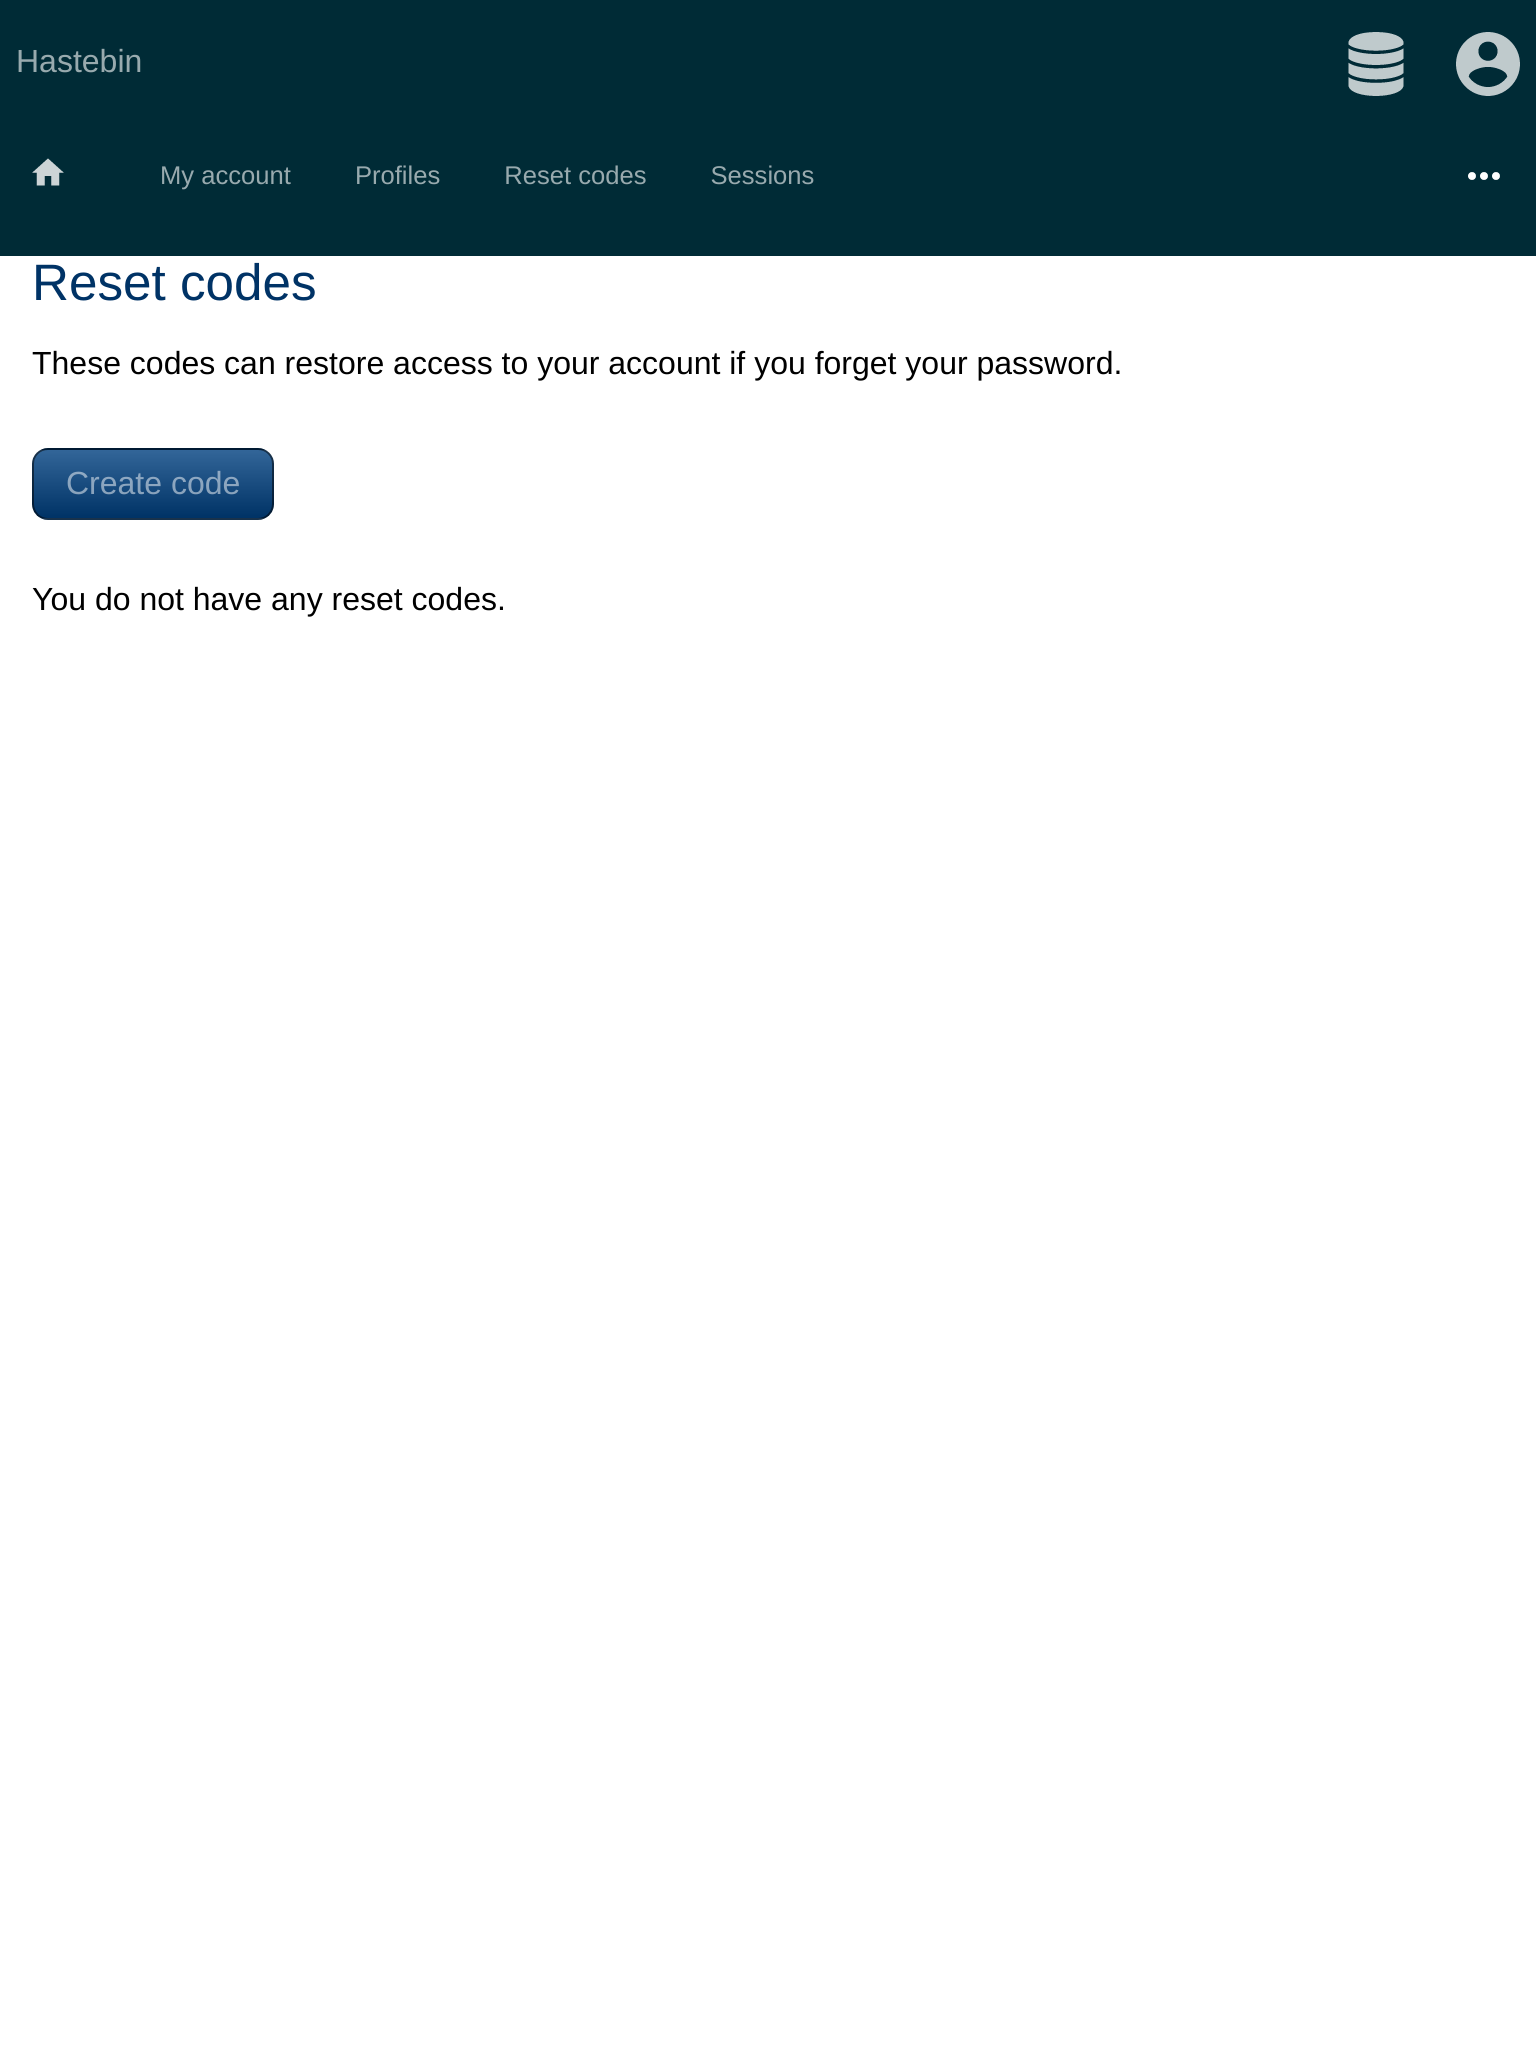 Hastebin
My account Profiles Reset codes Sessions
Reset codes
These codes can restore access to your account if you forget your password.
Create code
You do not have any reset codes.